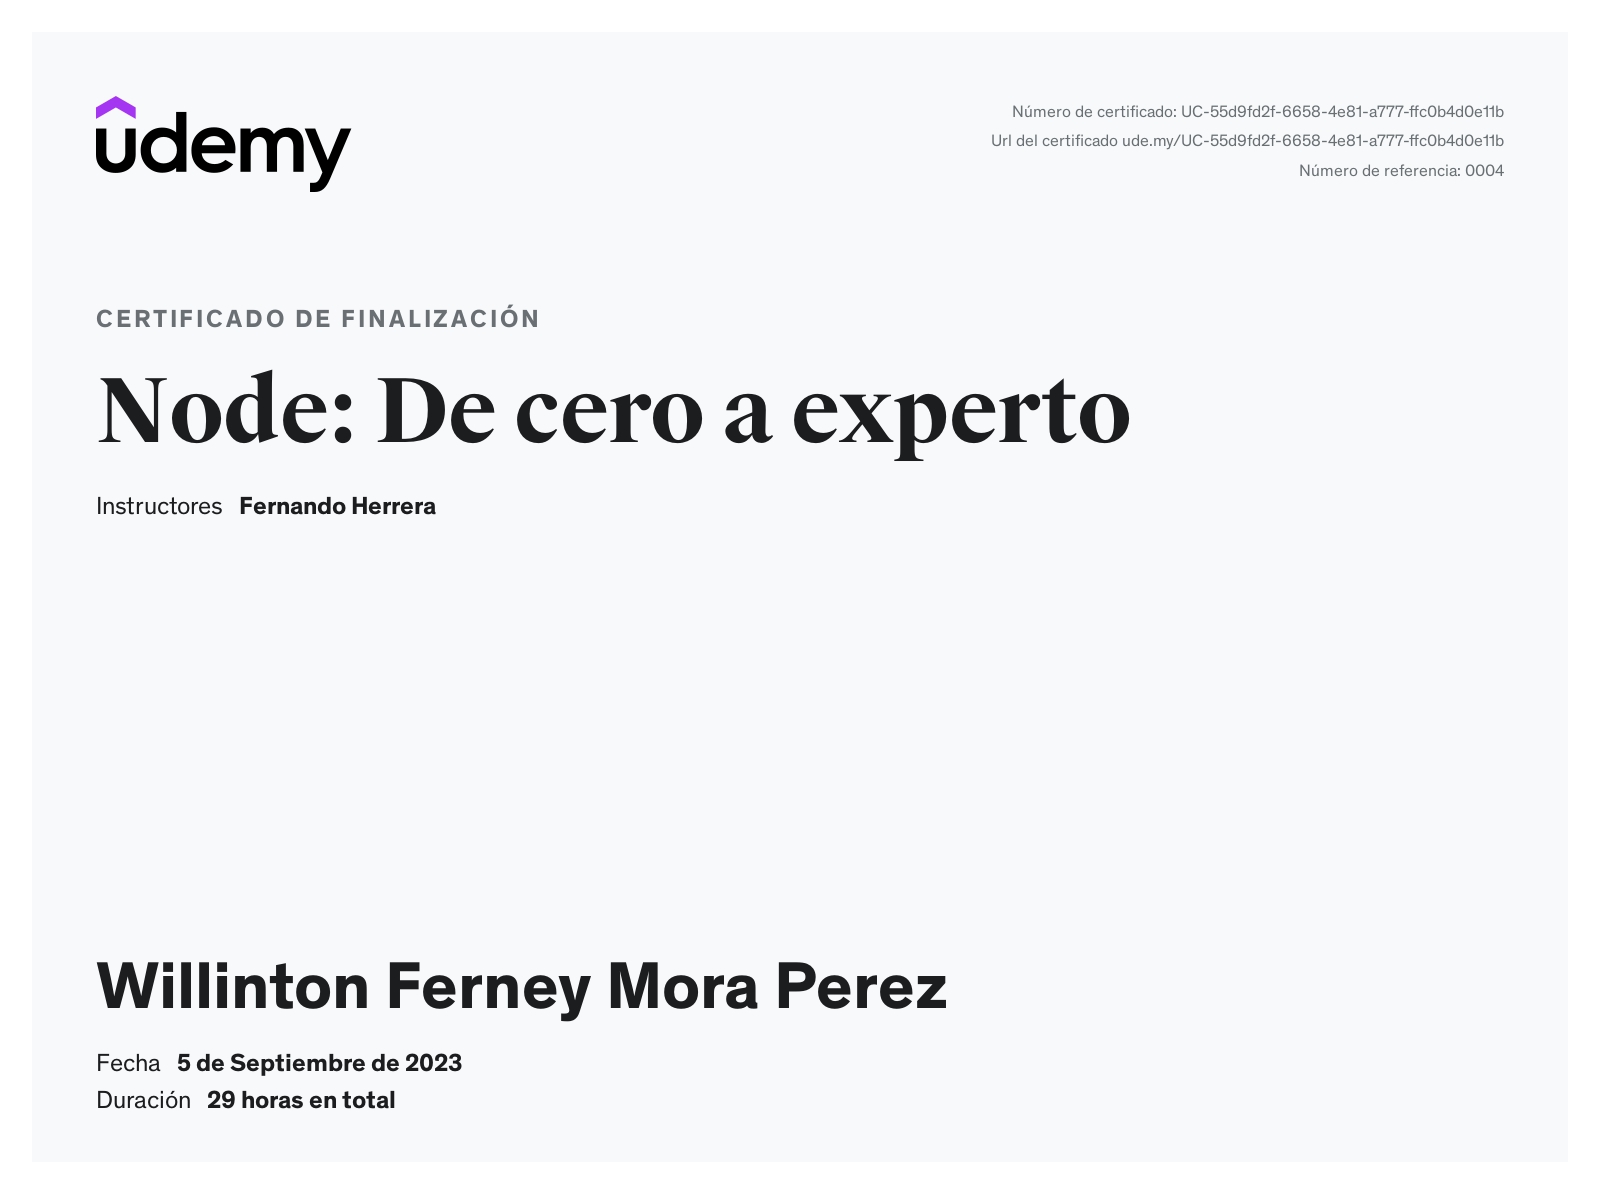 udemy
Número de certificado: UC-55d9fd2f-6658-4e81-a777-ffc0b4d0e11b
Url del certificado ude.my/UC-55d9fd2f-6658-4e81-a777-ffc0b4d0e11b
Número de referencia: 0004
CERTIFICADO DE FINALIZACIÓN
Node: De cero a experto
Instructores Fernando Herrera
Willinton Ferney Mora Perez
Fecha 5 de Septiembre de 2023
Duración 29 horas en total